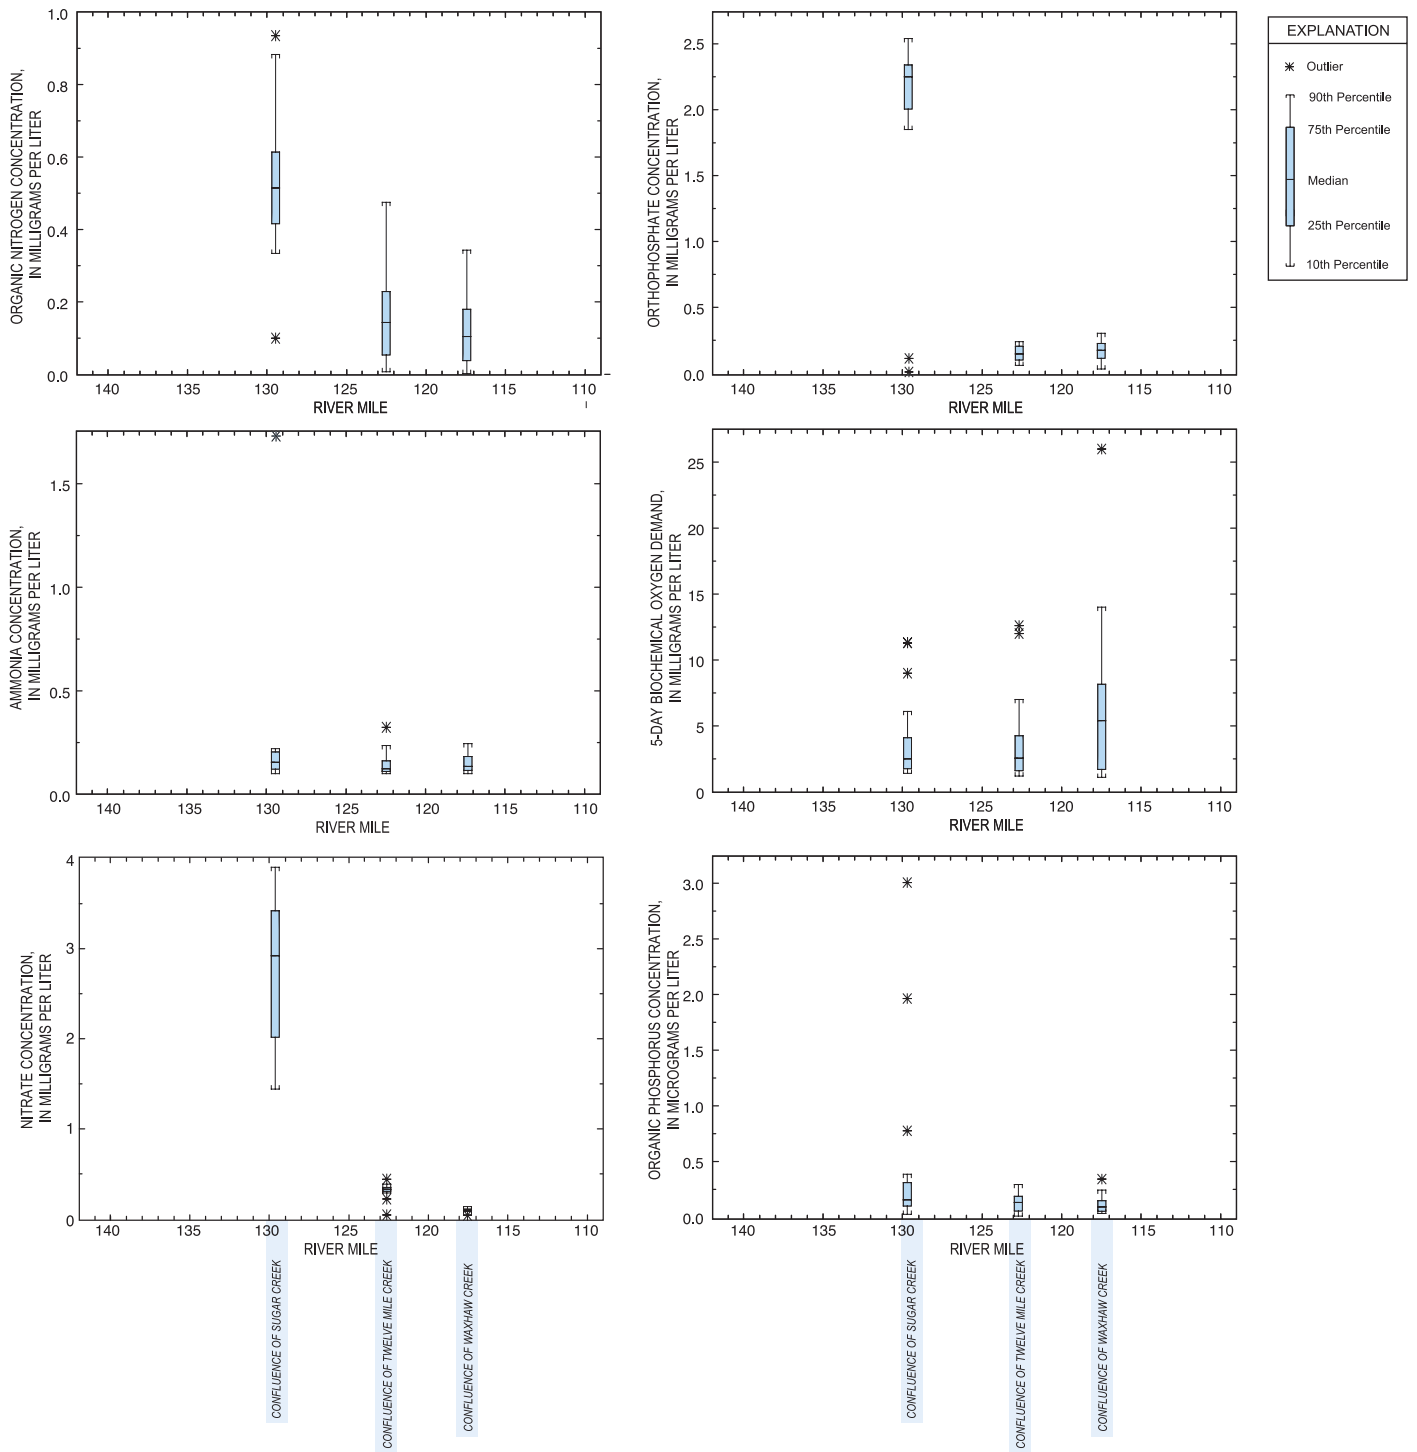 ORGANIC NITROGEN CONCENTRATION,
IN MILLIGRAMS PER LITER
1.0
0.8
0.6
0.4
0.2
0.0
140 135 130 125 120 115 110
RIVER MILE
ORTHOPHOSPHATE CONCENTRATION,
IN MILLIGRAMS PER LITER
2.5
2.0
1.5
1.0
0.5
0.0
140 135 130 125 120 115 110
RIVER MILE
EXPLANATION
Outlier
90th Percentile
75th Percentile
Median
25th Percentile
10th Percentile
AMMONIA CONCENTRATION,
IN MILLIGRAMS PER LITER
1.5
1.0
0.5
0.0
140 135 130 125 120 115 110
RIVER MILE
5-DAY BIOCHEMICAL OXYGEN DEMAND,
IN MILLIGRAMS PER LITER
25
20
15
10
5
0
140 135 130 125 120 115 110
RIVER MILE
NITRATE CONCENTRATION,
IN MILLIGRAMS PER LITER
4
3
2
1
0
140 135 130 125 120 115 110
RIVER MILE
CONFLUENCE OF SUGAR CREEK
CONFLUENCE OF TWELVE MILE CREEK
CONFLUENCE OF WAXHAW CREEK
ORGANIC PHOSPHORUS CONCENTRATION,
IN MICROGRAMS PER LITER
3.0
2.5
2.0
1.5
1.0
0.5
0.0
140 135 130 125 120 115 110
RIVER MILE
CONFLUENCE OF SUGAR CREEK
CONFLUENCE OF TWELVE MILE CREEK
CONFLUENCE OF WAXHAW CREEK